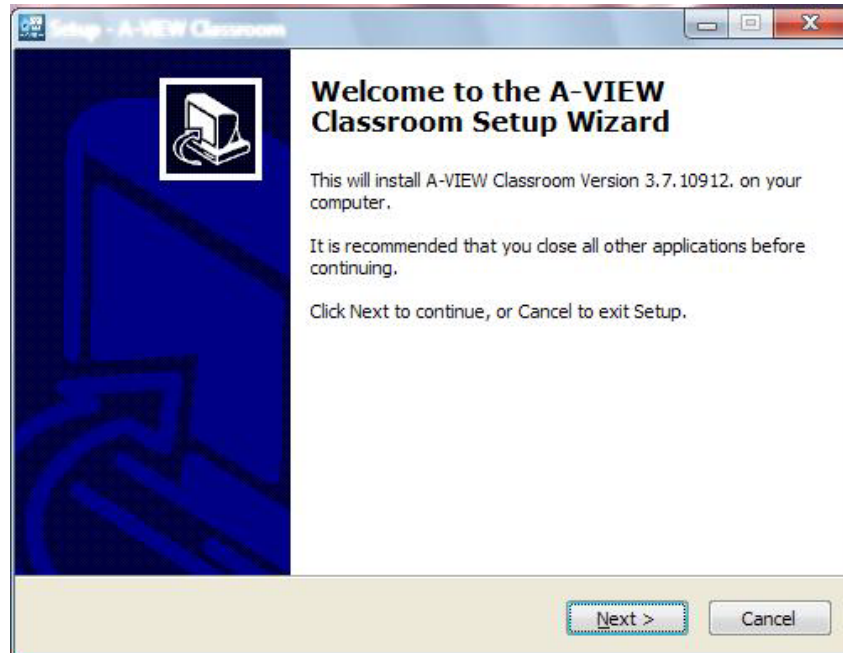 Setup - A-VIEW Classroom
Welcome to the A-VIEW
Classroom Setup Wizard
This will install A-VIEW Classroom Version 3.7.10912. on your
computer.
It is recommended that you close all other applications before
continuing.
Click Next to continue, or Cancel to exit Setup.
Next >
Cancel